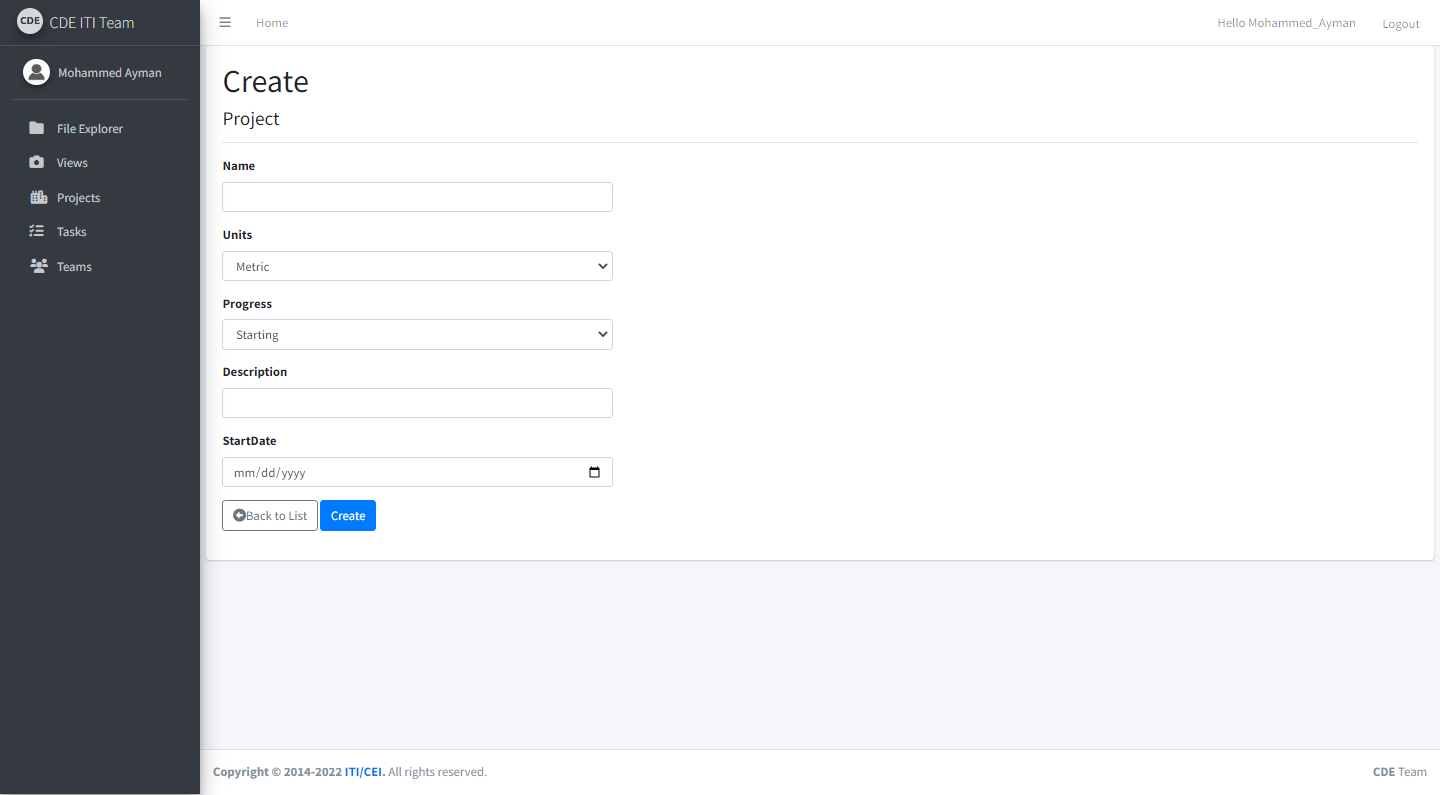 CDE CDE ITI Team
Home
Hello Mohammed_Ayman
Logout
Mohammed Ayman
File Explorer
Views
Projects
Tasks
Teams
Create
Project
Name
Units
Metric
Progress
Starting
Description
StartDate
mm/dd/yyyy
Back to List
Create
Copyright © 2014-2022 ITI/CEI. All rights reserved.
CDE Team